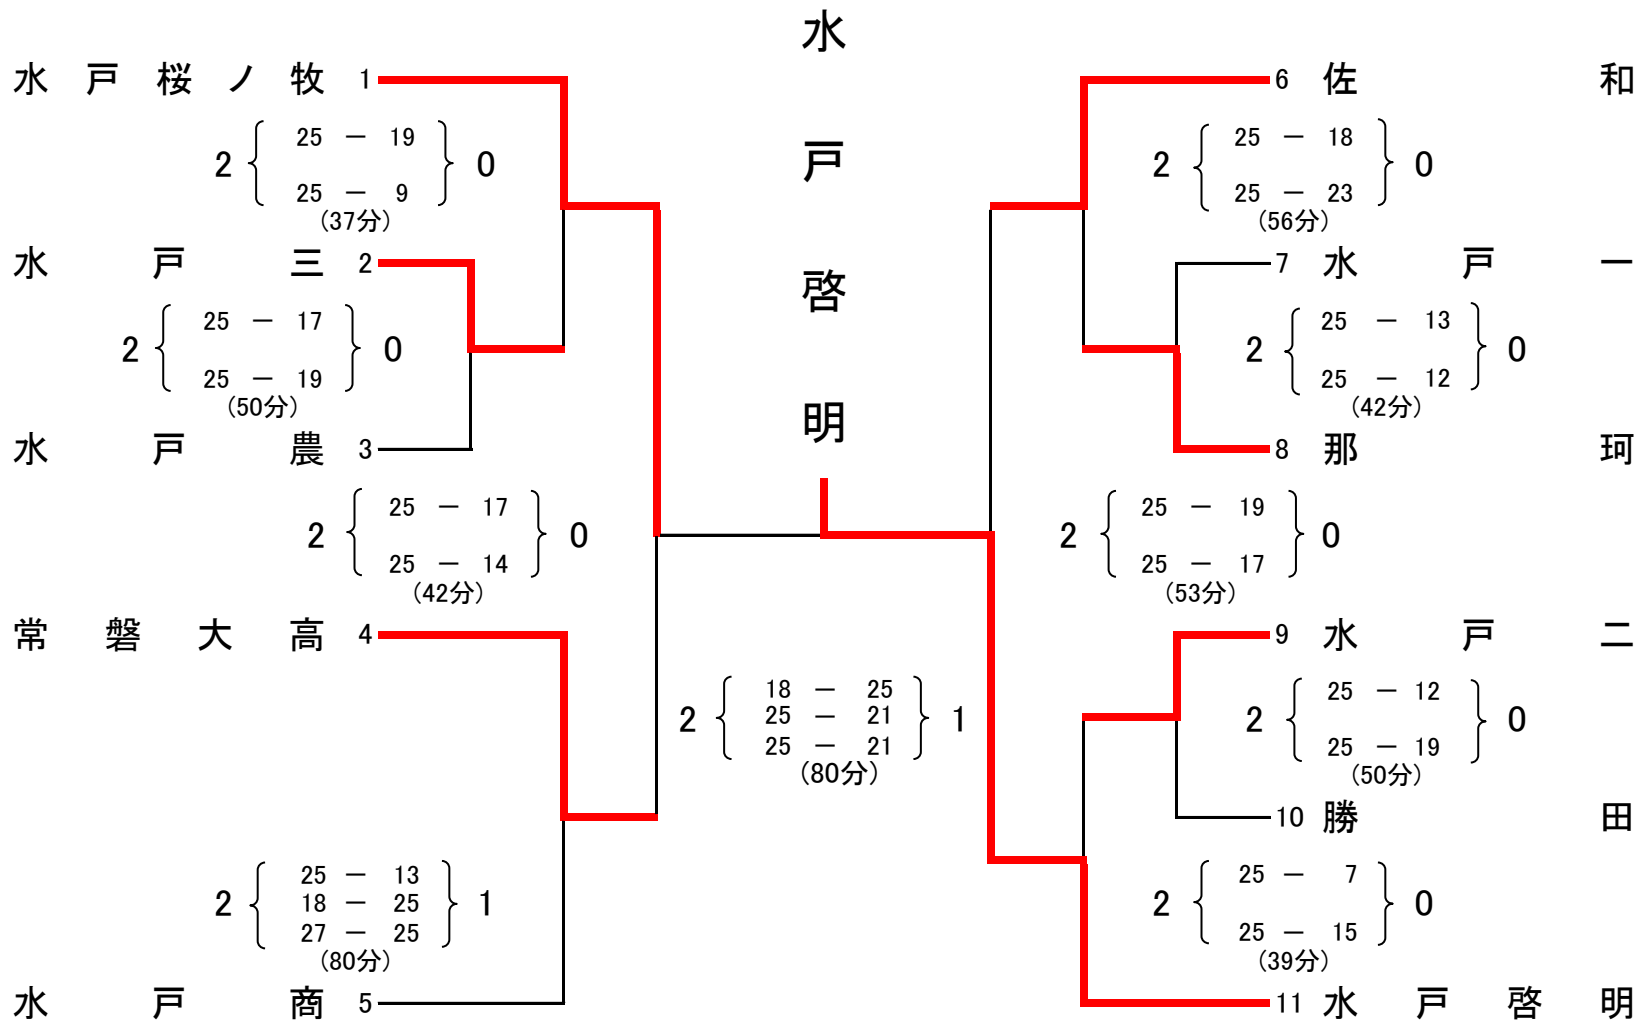 水戸啓明
水戸桜ノ牧 1
2 25 － 19 0
25 － 9
(37分)
水戸三 2
2 25 － 17 0
25 － 19
(50分)
水戸農 3
2 25 － 17 0
25 － 14
(42分)
常磐大高 4
2 25 － 13 1
18 － 25
27 － 25
(80分)
水戸商 5
2 18 － 25 1
25 － 21
25 － 21
(80分)
6 佐和
2 25 － 18 0
25 － 23
(56分)
7 水戸一
2 25 － 13 0
25 － 12
(42分)
8 那珂
2 25 － 19 0
25 － 17
(53分)
9 水戸二
2 25 － 12 0
25 － 19
(50分)
10 勝田
2 25 － 7 0
25 － 15
(39分)
11 水戸啓明